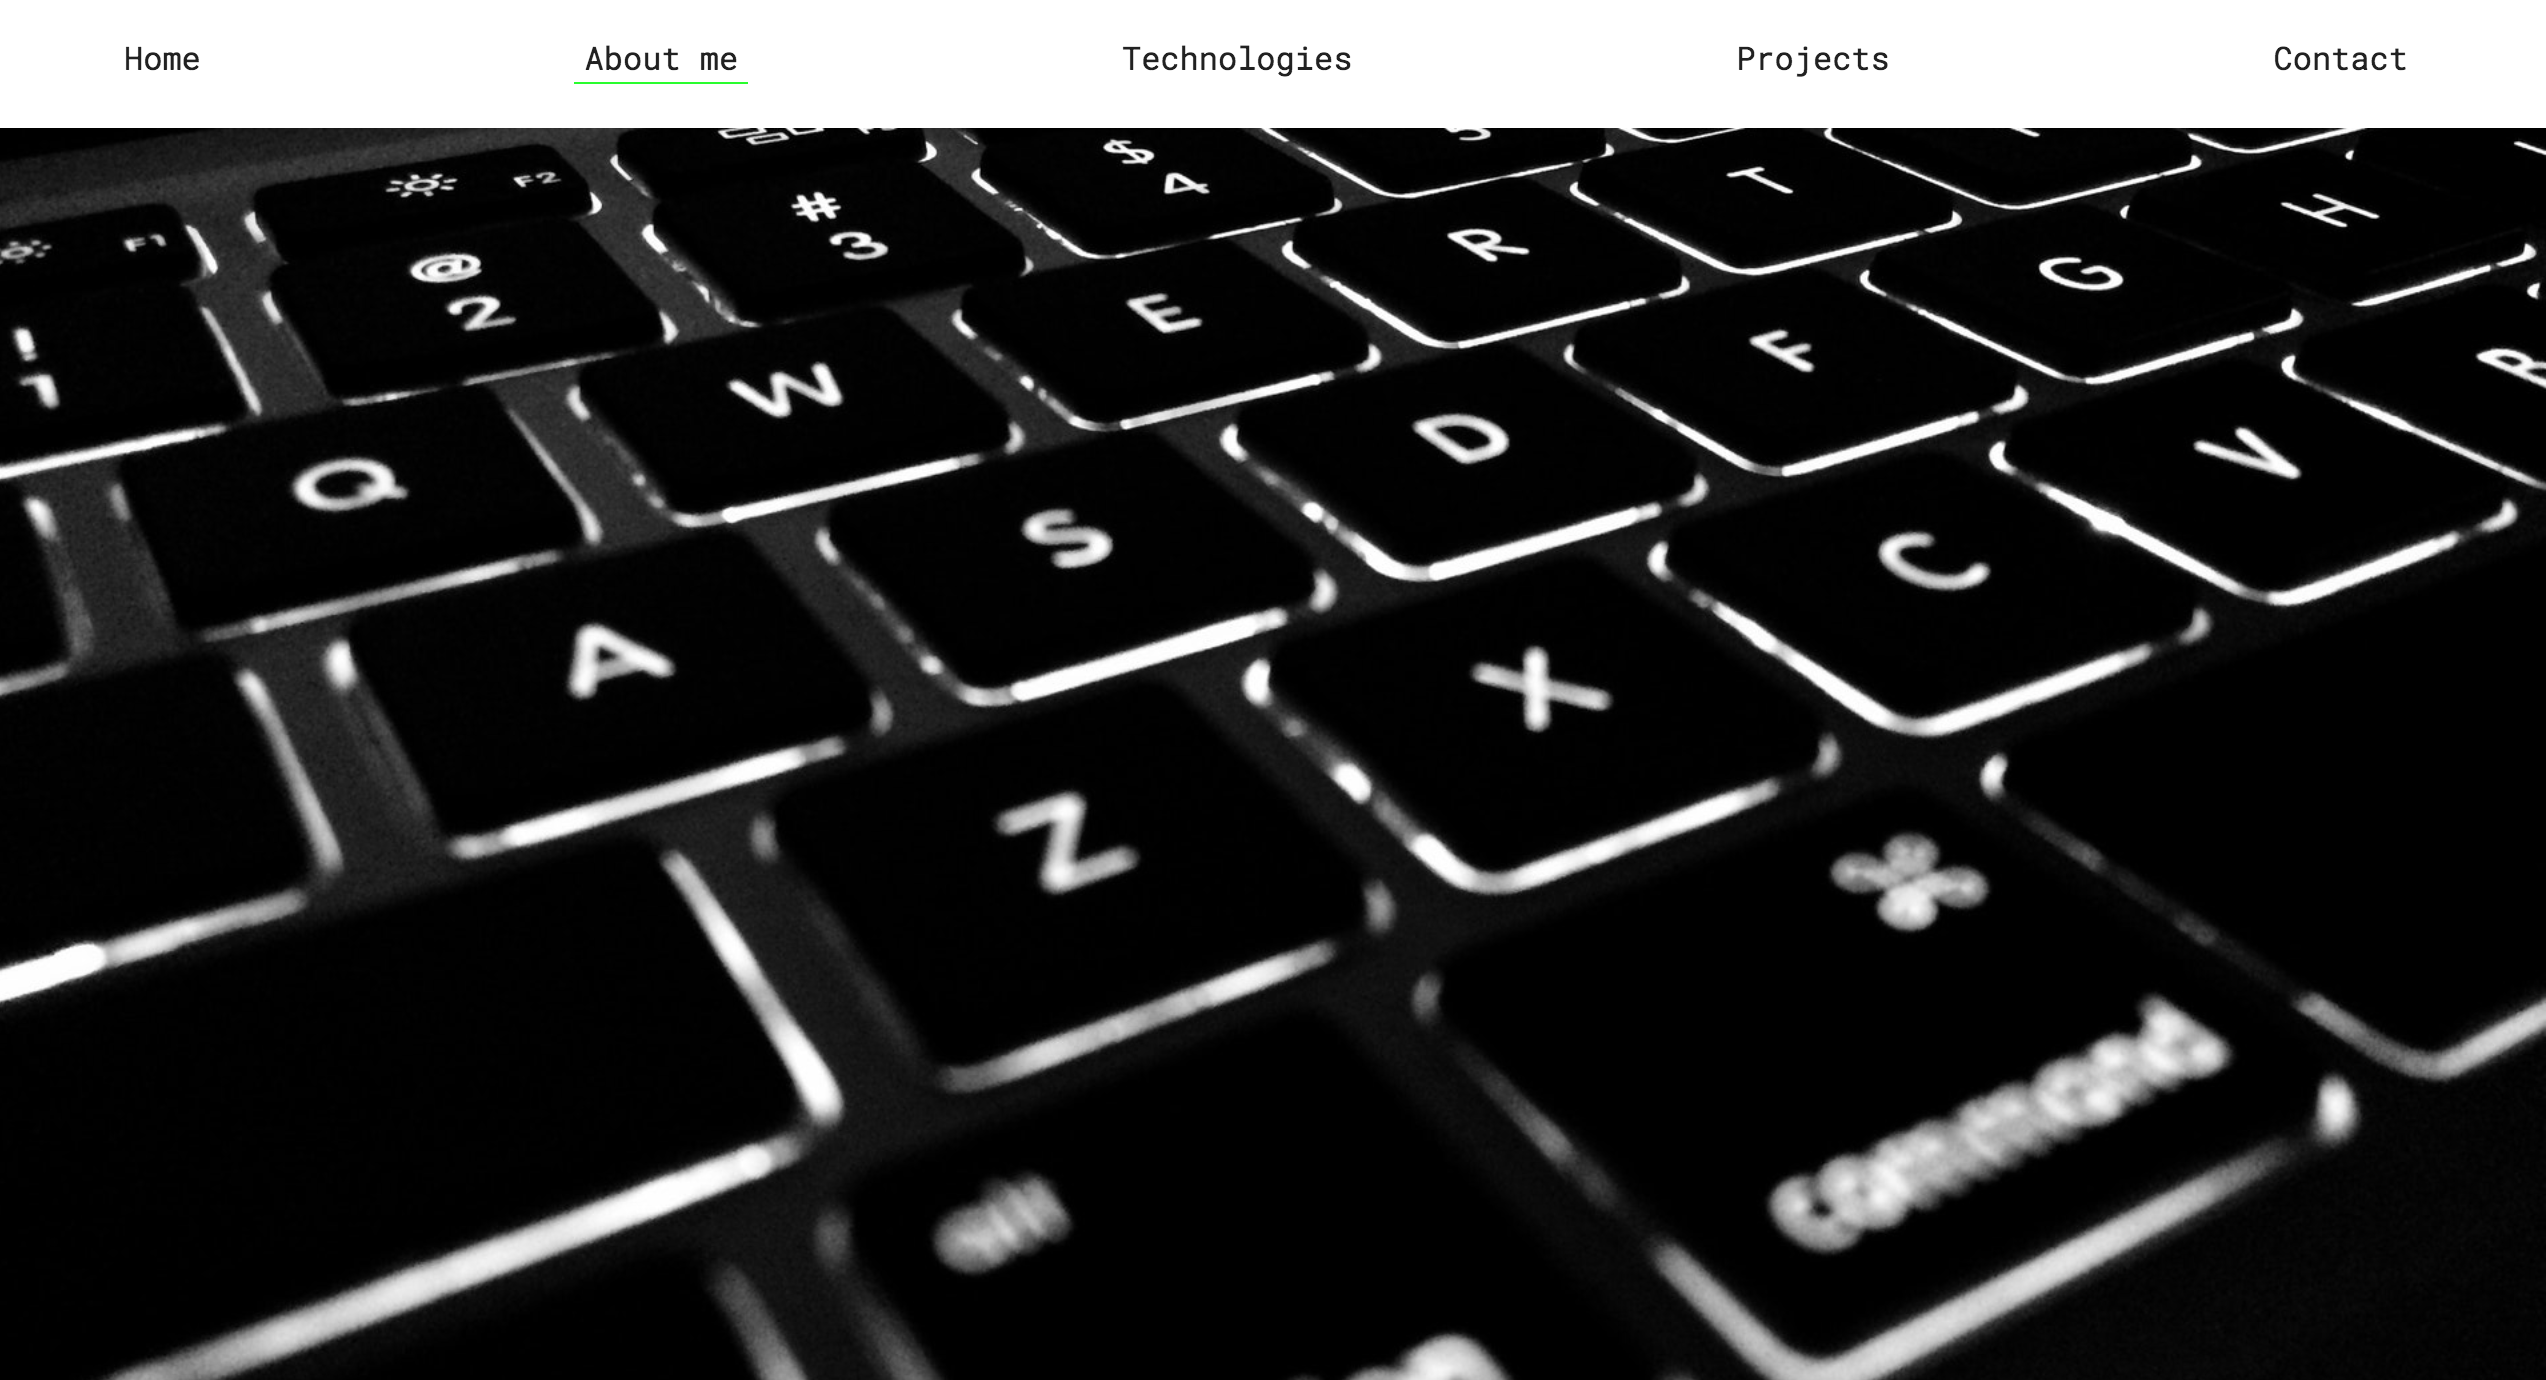 Home About me Technologies Projects Contact
F1 F2
! 1 @ 2 # 3 $ 4 5
Q W E R T
A S D F G H
Z X C V B
⌘
alt command